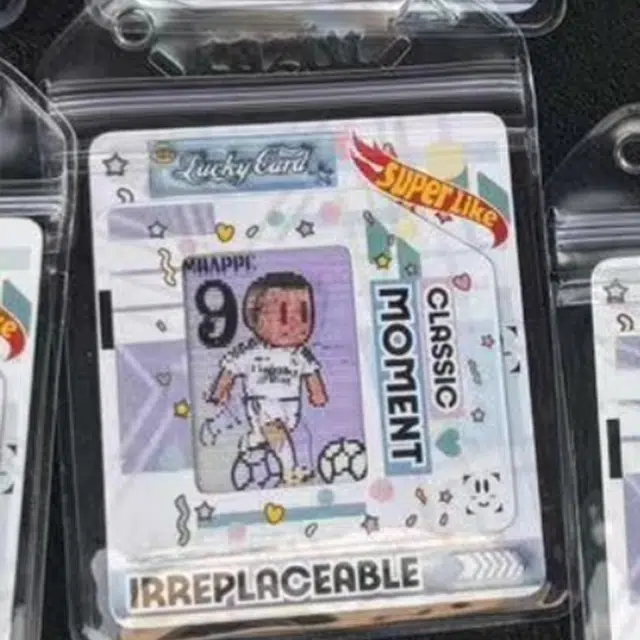 Lucky Card
SUPER LIKE
MBAPPE
9
CLASSIC
MOMENT
IRREPLACEABLE